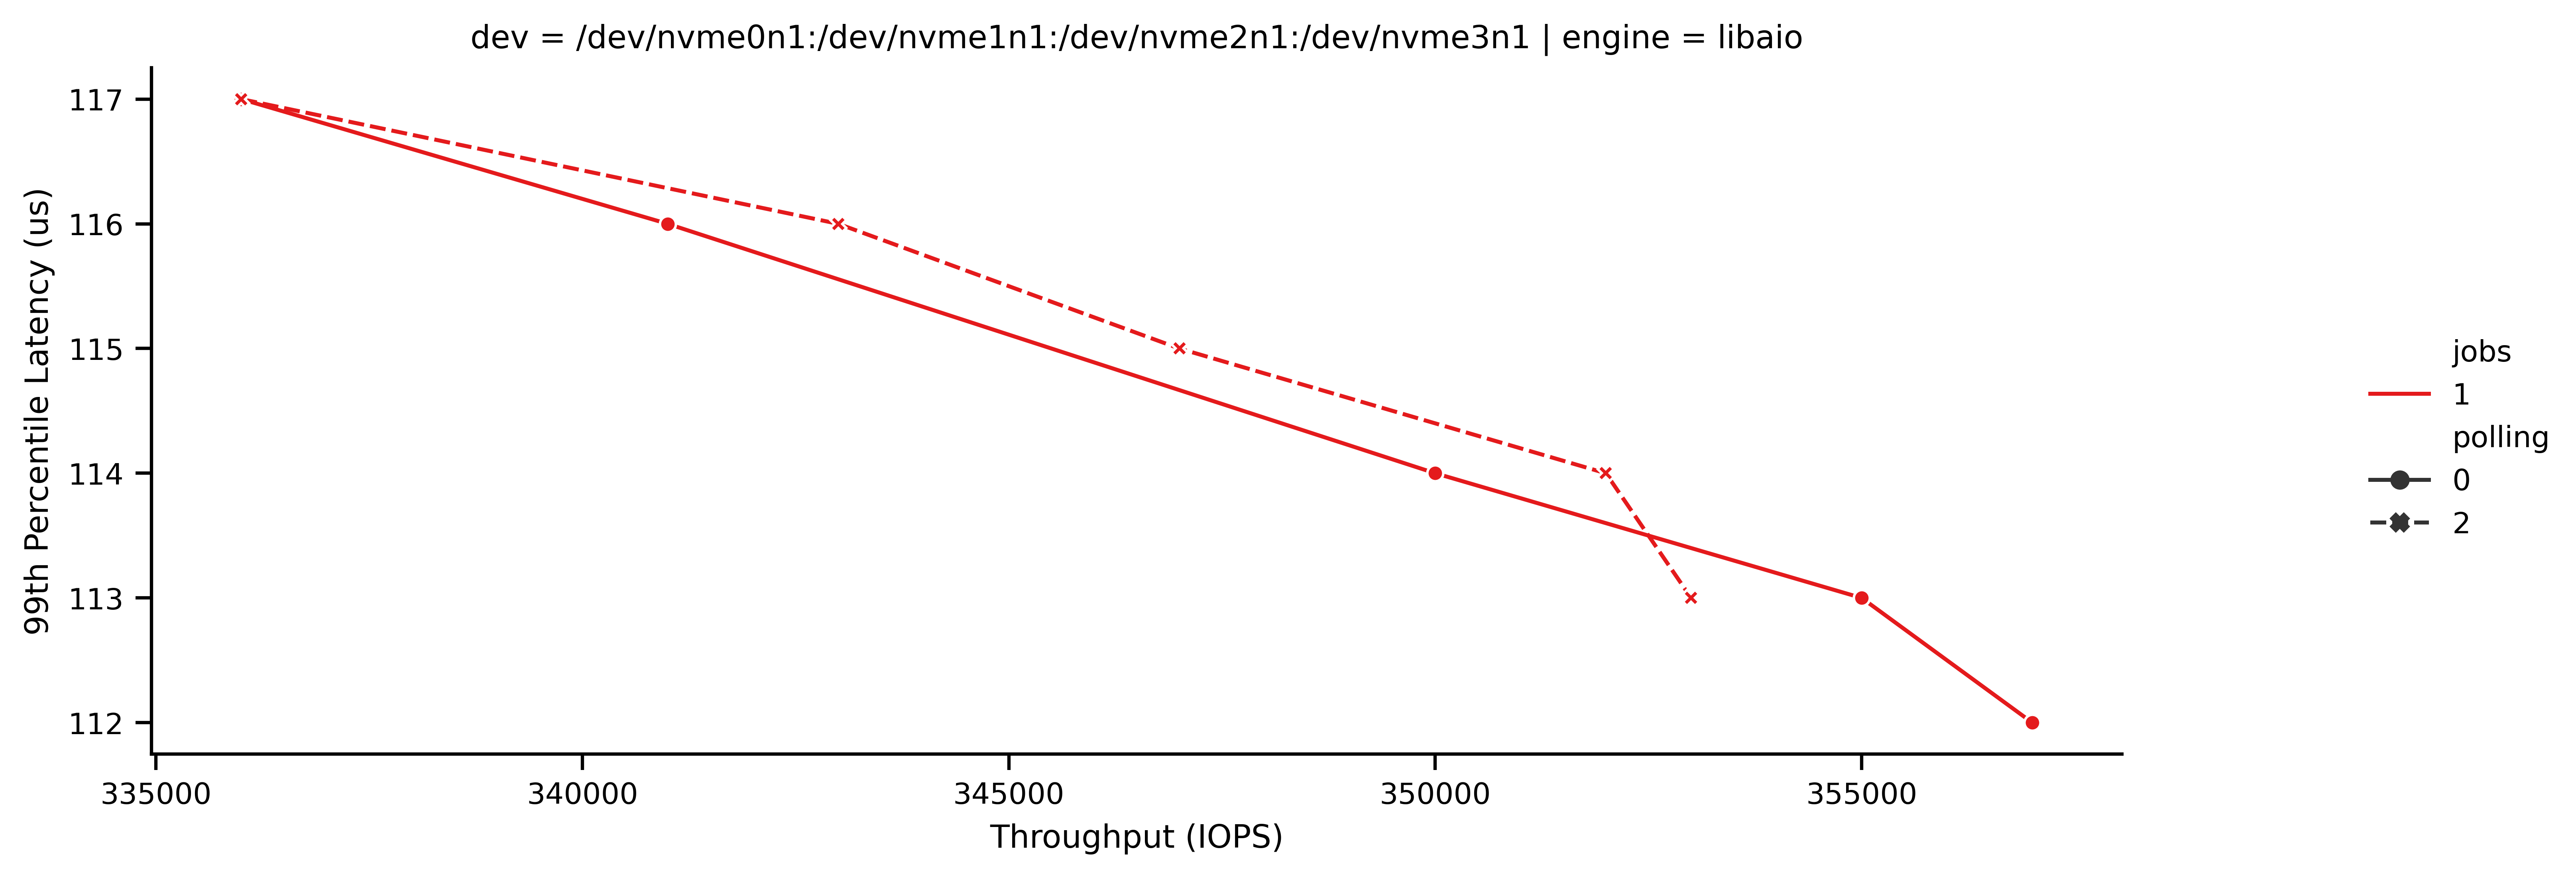 dev = /dev/nvme0n1:/dev/nvme1n1:/dev/nvme2n1:/dev/nvme3n1 | engine = libaio
99th Percentile Latency (us)
117
116
115
114
113
112
335000
340000
345000
350000
355000
Throughput (IOPS)
jobs
1
polling
0
2